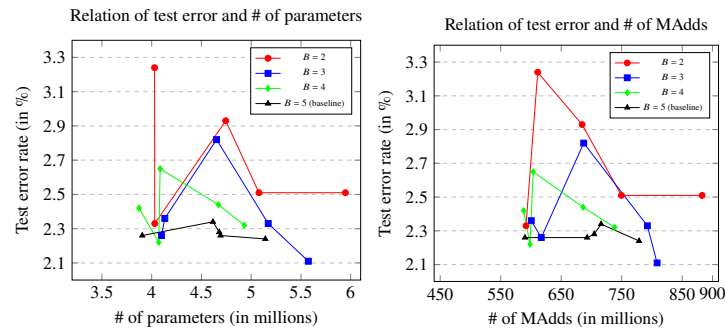 Relation of test error and # of parameters
3.3
3.1
2.9
2.7
2.5
2.3
2.1
Test error rate (in %)
B = 2
B = 3
B = 4
B = 5 (baseline)
3.5 4 4.5 5 5.5 6
# of parameters (in millions)
Relation of test error and # of MAdds
3.3
3.1
2.9
2.7
2.5
2.3
2.1
Test error rate (in %)
B = 2
B = 3
B = 4
B = 5 (baseline)
450 590 650 750 850 900
# of MAdds (in millions)